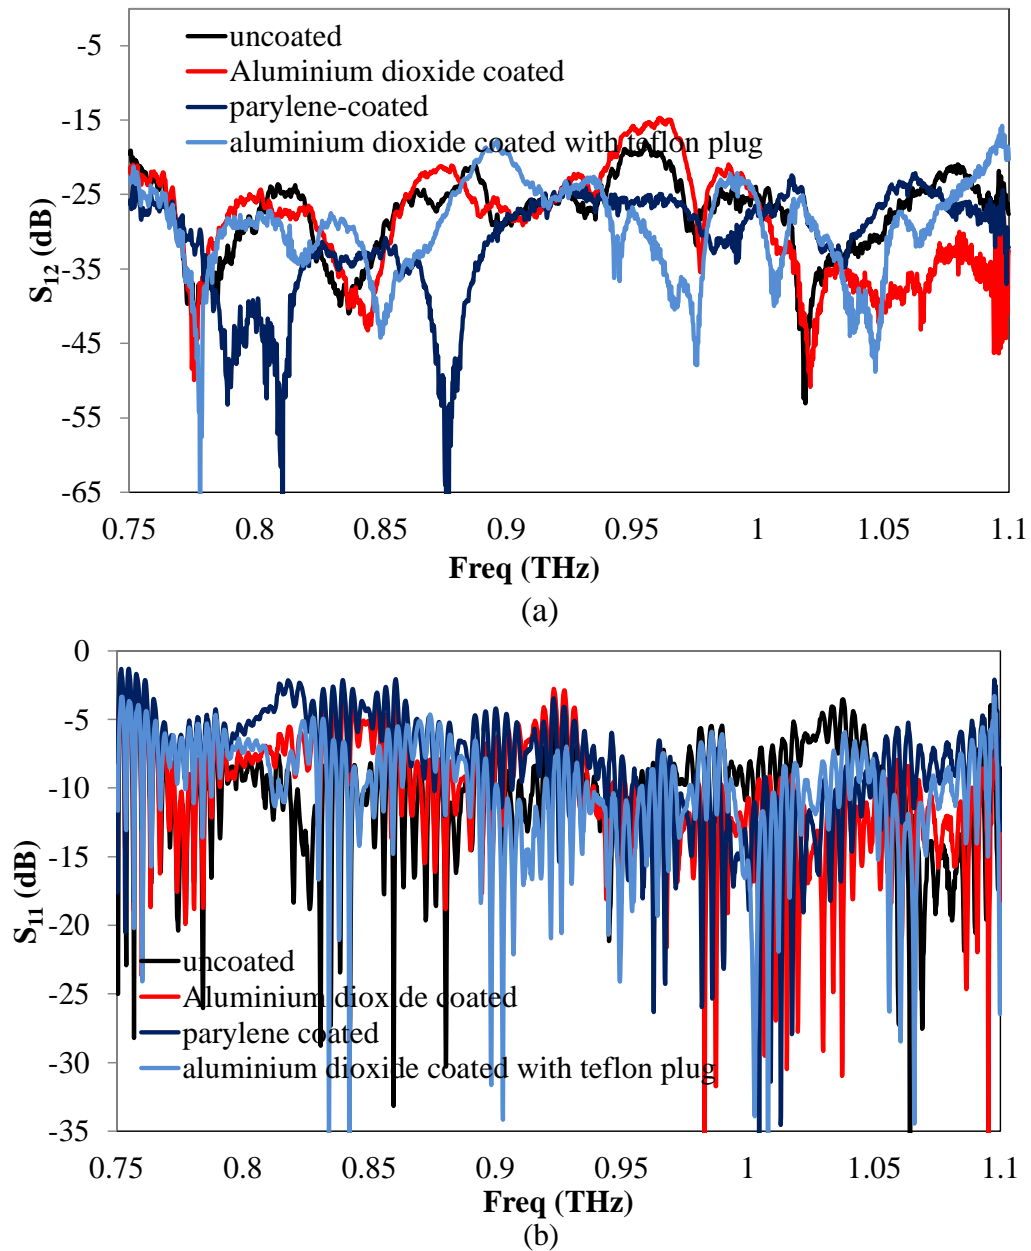 -5
-15
-25
-35
-45
-55
-65
S12 (dB)
uncoated
Aluminium dioxide coated
parylene-coated
aluminium dioxide coated with teflon plug
0.75 0.8 0.85 0.9 0.95 1 1.05 1.1
Freq (THz)
(a)
0
-5
-10
-15
-20
-25
-30
-35
S11 (dB)
uncoated
Aluminium dioxide coated
parylene coated
aluminium dioxide coated with teflon plug
0.75 0.8 0.85 0.9 0.95 1 1.05 1.1
Freq (THz)
(b)